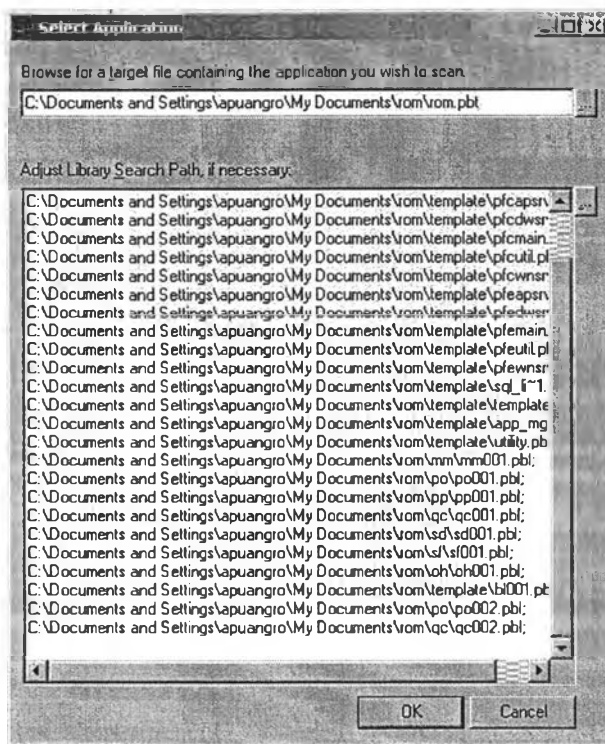 Select Application
Browse for a target file containing the application you wish to scan.
C:\Documents and Settings\apuangro\My Documents\rom\rom.pbt
...
Adjust Library Search Path, if necessary:
...
C:\Documents and Settings\apuangro\My Documents\rom\template\pfcapsrv
C:\Documents and Settings\apuangro\My Documents\rom\template\pfcdwsr
C:\Documents and Settings\apuangro\My Documents\rom\template\pfcmain.
C:\Documents and Settings\apuangro\My Documents\rom\template\pfcutil.pl
C:\Documents and Settings\apuangro\My Documents\rom\template\pfcwnsr
C:\Documents and Settings\apuangro\My Documents\rom\template\pfeapsrv
C:\Documents and Settings\apuangro\My Documents\rom\template\pfedwsr
C:\Documents and Settings\apuangro\My Documents\rom\template\pfemain.
C:\Documents and Settings\apuangro\My Documents\rom\template\pfeutil.pl
C:\Documents and Settings\apuangro\My Documents\rom\template\pfewnsr
C:\Documents and Settings\apuangro\My Documents\rom\template\sql_li~1.
C:\Documents and Settings\apuangro\My Documents\rom\template\template
C:\Documents and Settings\apuangro\My Documents\rom\template\app_mg
C:\Documents and Settings\apuangro\My Documents\rom\template\utility.pb
C:\Documents and Settings\apuangro\My Documents\rom\mm\mm001.pbl;
C:\Documents and Settings\apuangro\My Documents\rom\po\po001.pbl;
C:\Documents and Settings\apuangro\My Documents\rom\pp\pp001.pbl;
C:\Documents and Settings\apuangro\My Documents\rom\qc\qc001.pbl;
C:\Documents and Settings\apuangro\My Documents\rom\sd\sd001.pbl;
C:\Documents and Settings\apuangro\My Documents\rom\sf\sf001.pbl;
C:\Documents and Settings\apuangro\My Documents\rom\oh\oh001.pbl;
C:\Documents and Settings\apuangro\My Documents\rom\template\bl001.pb
C:\Documents and Settings\apuangro\My Documents\rom\po\po002.pbl;
C:\Documents and Settings\apuangro\My Documents\rom\qc\qc002.pbl;
OK
Cancel